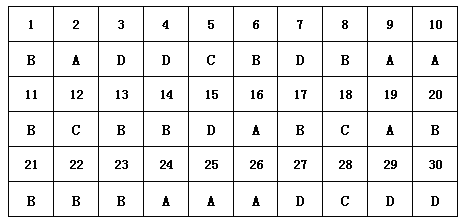 1 2 3 4 5 6 7 8 9 10
B A D D C B D B A A
11 12 13 14 15 16 17 18 19 20
B C B B D A B C A B
21 22 23 24 25 26 27 28 29 30
B B B A A A D C D D